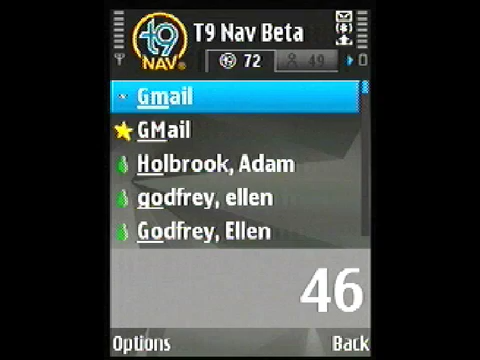 t9
NAV®
T9 Nav Beta
72
49
Gmail
GMail
Holbrook, Adam
godfrey, ellen
Godfrey, Ellen
46
Options
Back